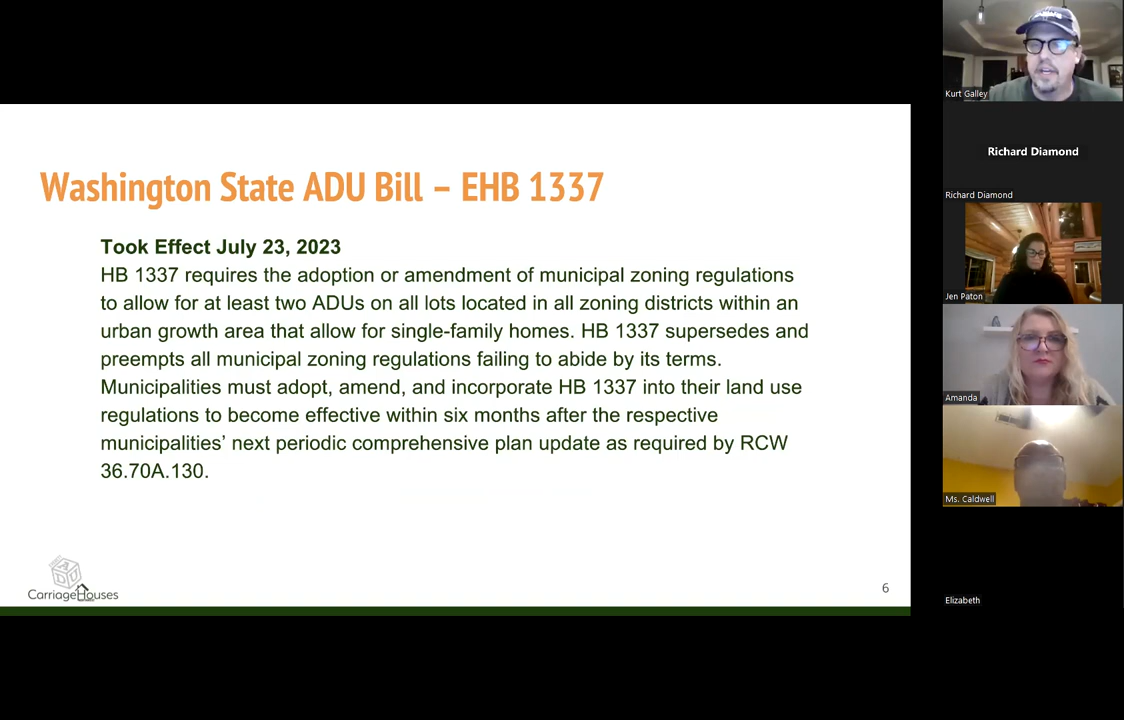 Washington State ADU Bill – EHB 1337
Took Effect July 23, 2023
HB 1337 requires the adoption or amendment of municipal zoning regulations
to allow for at least two ADUs on all lots located in all zoning districts within an
urban growth area that allow for single-family homes. HB 1337 supersedes and
preempts all municipal zoning regulations failing to abide by its terms.
Municipalities must adopt, amend, and incorporate HB 1337 into their land use
regulations to become effective within six months after the respective
municipalities’ next periodic comprehensive plan update as required by RCW
36.70A.130.
ADU
CarriageHouses
6
Kurt Galley
Richard Diamond
Richard Diamond
Jen Paton
Amanda
Ms. Caldwell
Elizabeth